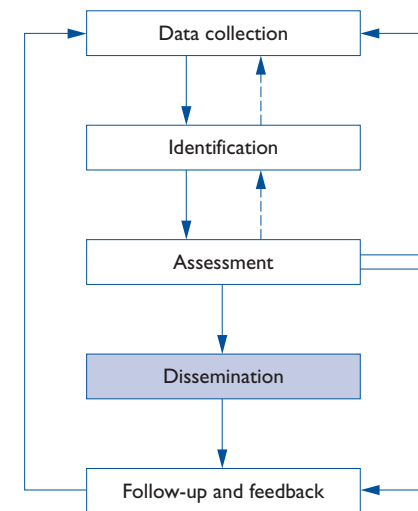 Data collection
Identification
Assessment
Dissemination
Follow-up and feedback